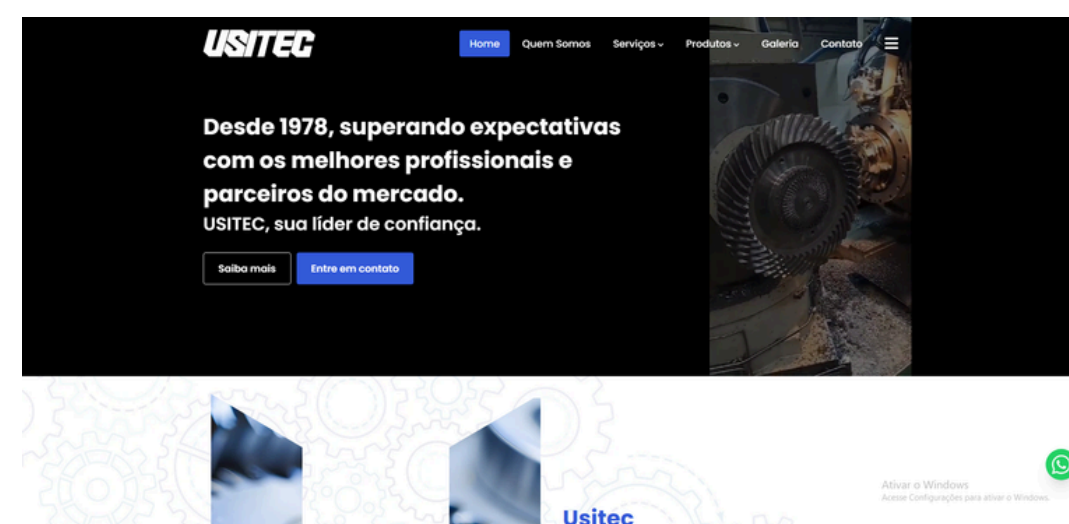 USITEC
Home Quem Somos Serviços Produtos Galeria Contato
Desde 1978, superando expectativas
com os melhores profissionais e
parceiros do mercado.
USITEC, sua líder de confiança.
Saiba mais Entre em contato
Usitec
Ativar o Windows
Acesse Configurações para ativar o Windows.